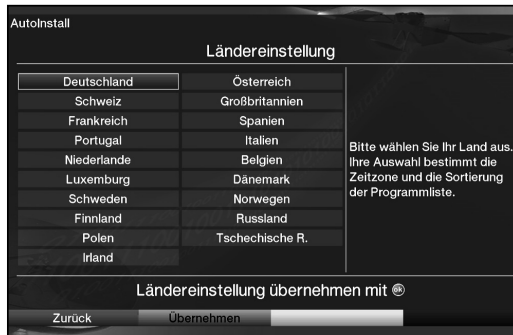 AutoInstall
Ländereinstellung
Deutschland Österreich
Schweiz Großbritannien
Frankreich Spanien
Portugal Italien
Niederlande Belgien
Luxemburg Dänemark
Schweden Norwegen
Finnland Russland
Polen Tschechische R.
Irland
Bitte wählen Sie Ihr Land aus.
Ihre Auswahl bestimmt die
Zeitzone und die Sortierung
der Programmliste.
Ländereinstellung übernehmen mit ok
Zurück Übernehmen